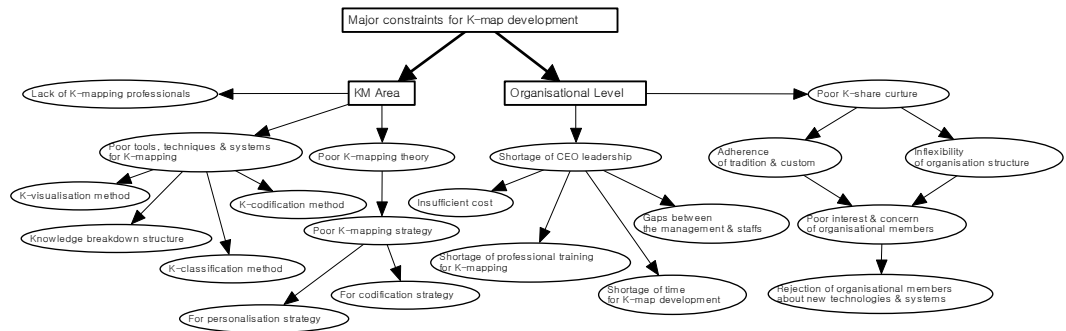 Major constraints for K-map development
Lack of K-mapping professionals
KM Area
Organisational Level
Poor K-share curture
Poor tools, techniques & systems
for K-mapping
Poor K-mapping theory
Shortage of CEO leadership
Adherence
of tradition & custom
Inflexibility
of organisation structure
K-visualisation method
K-codification method
Insufficient cost
Gaps between
the management & staffs
Poor interest & concern
of organisational members
Knowledge breakdown structure
Poor K-mapping strategy
K-classification method
Shortage of professional training
for K-mapping
For codification strategy
Shortage of time
for K-map development
Rejection of organisational members
about new technologies & systems
For personalisation strategy